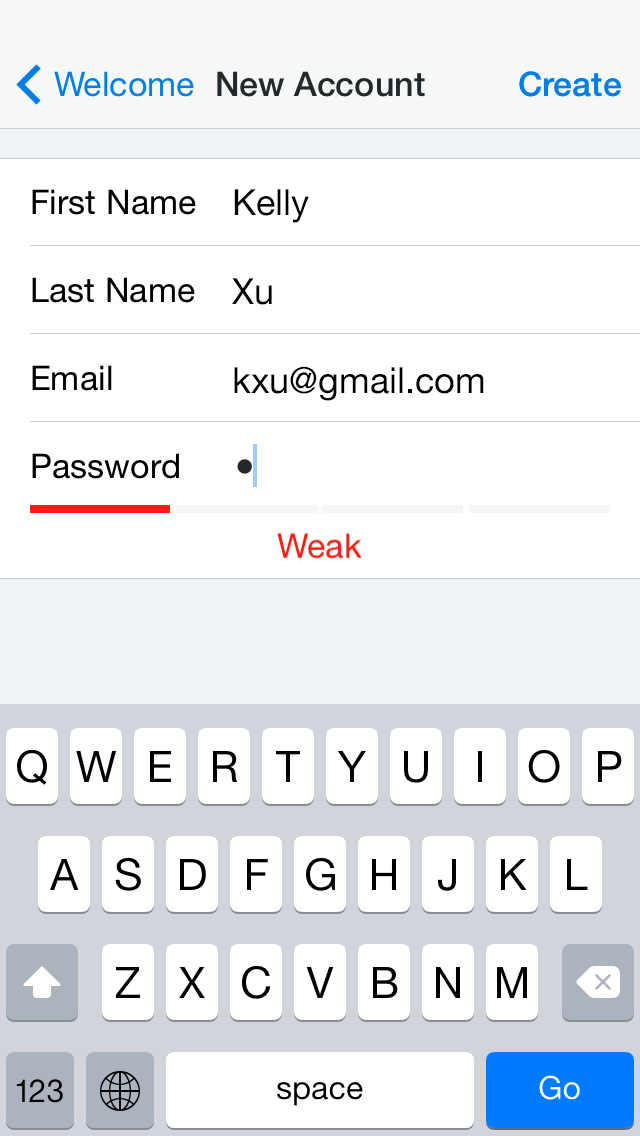 Welcome New Account Create
First Name Kelly
Last Name Xu
Email kxu@gmail.com
Password •
Weak
Q W E R T Y U I O P
A S D F G H J K L
Z X C V B N M
123 space Go